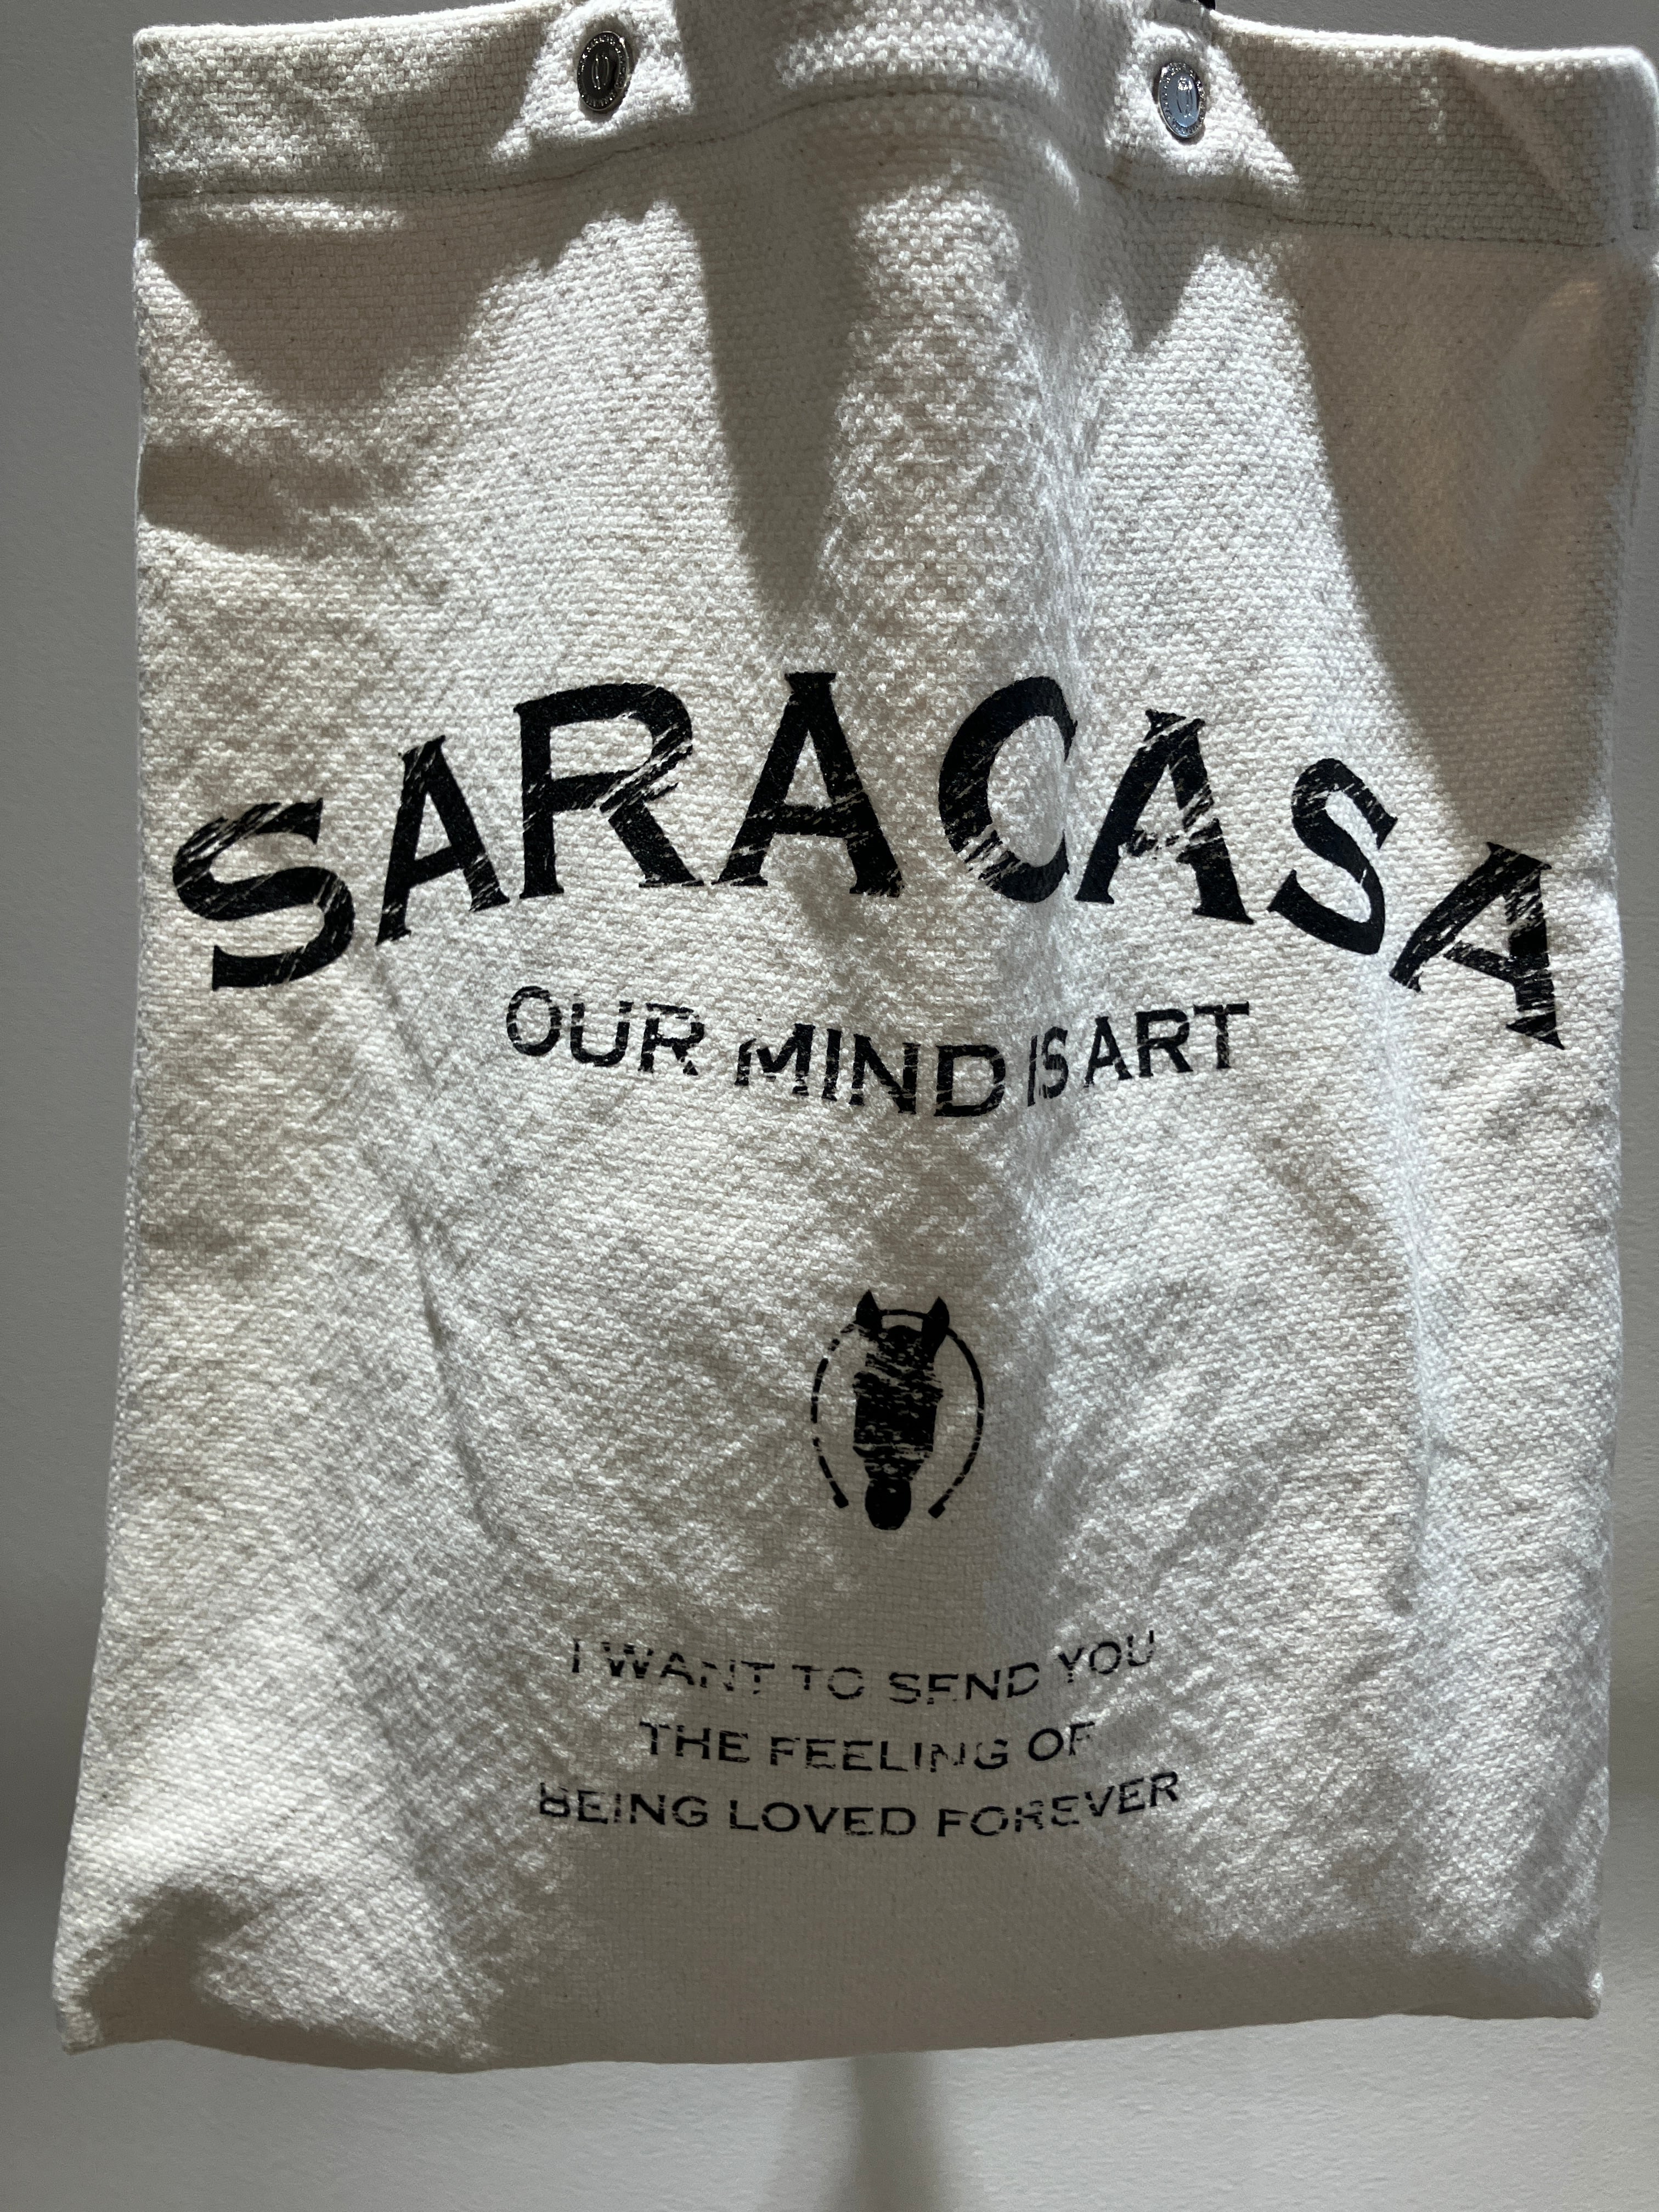 SARACASA
OUR MIND IS ART
I WANT TO SEND YOU
THE FEELING OF
BEING LOVED FOREVER